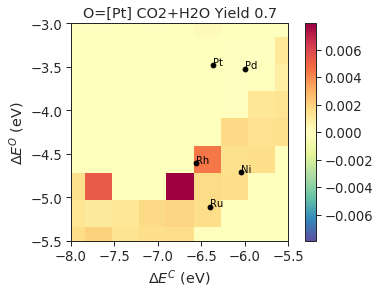 O=[Pt] CO2+H2O Yield 0.7
−3.0
−3.5
−4.0
−4.5
−5.0
−5.5
ΔE^O (eV)
Pt
Pd
Rh
Ni
Ru
−8.0 −7.5 −7.0 −6.5 −6.0 −5.5
ΔE^C (eV)
0.006
0.004
0.002
0.000
−0.002
−0.004
−0.006